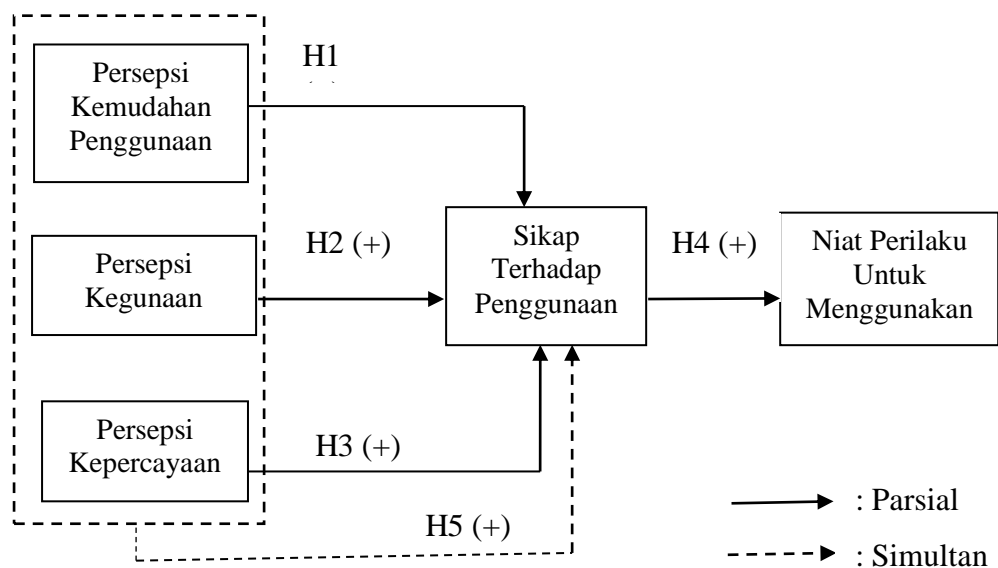 H1
Persepsi
Kemudahan
Penggunaan
H2 (+)
Persepsi
Kegunaan
Sikap
Terhadap
Penggunaan
H4 (+)
Niat Perilaku
Untuk
Menggunakan
Persepsi
Kepercayaan
H3 (+)
H5 (+)
: Parsial
: Simultan